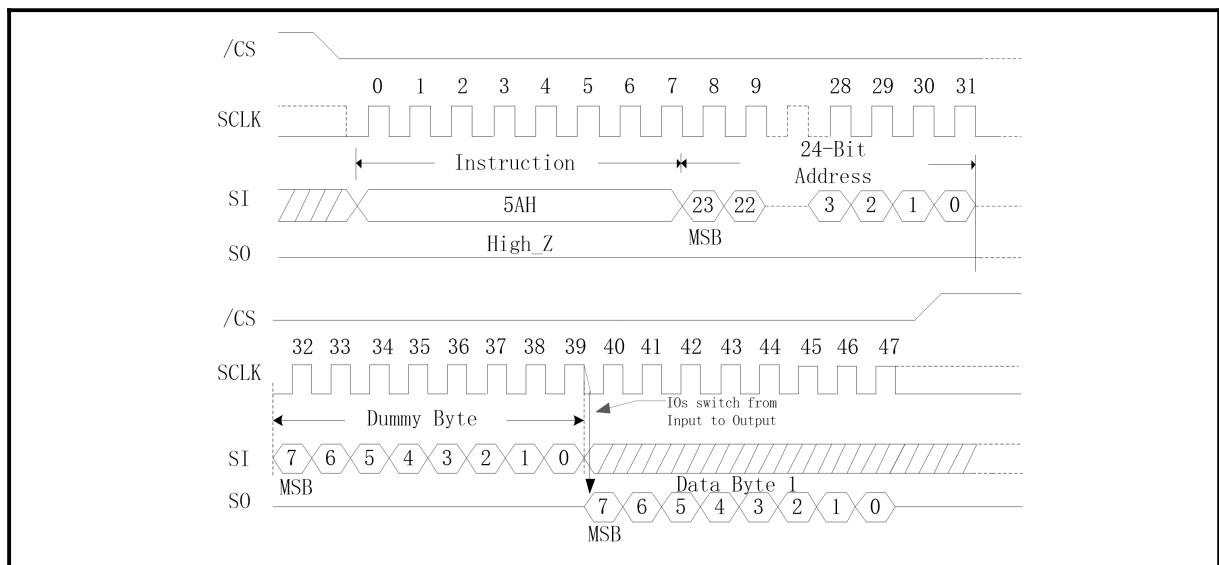 /CS
0 1 2 3 4 5 6 7 8 9 28 29 30 31
SCLK
Instruction 24-Bit
Address
SI 5AH 23 22 3 2 1 0
MSB
High_Z
SO
/CS
32 33 34 35 36 37 38 39 40 41 42 43 44 45 46 47
SCLK
Dummy Byte IOs switch from
Input to Output
SI 7 6 5 4 3 2 1 0
MSB Data Byte 1
SO 7 6 5 4 3 2 1 0
MSB